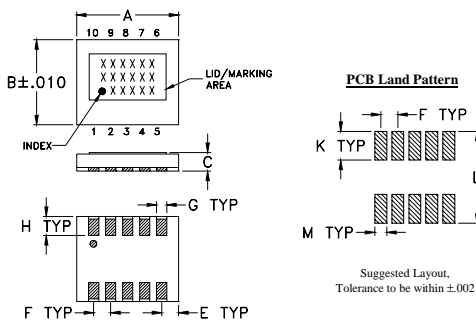 A
10 9 8 7 6
XXXXXX
XXXXXX
XXXXX
B±.010
LID/MARKING
AREA
INDEX
1 2 3 4 5
C
G TYP
H TYP
F TYP
E TYP
PCB Land Pattern
F TYP
K TYP
L
M TYP
Suggested Layout,
Tolerance to be within ±.002